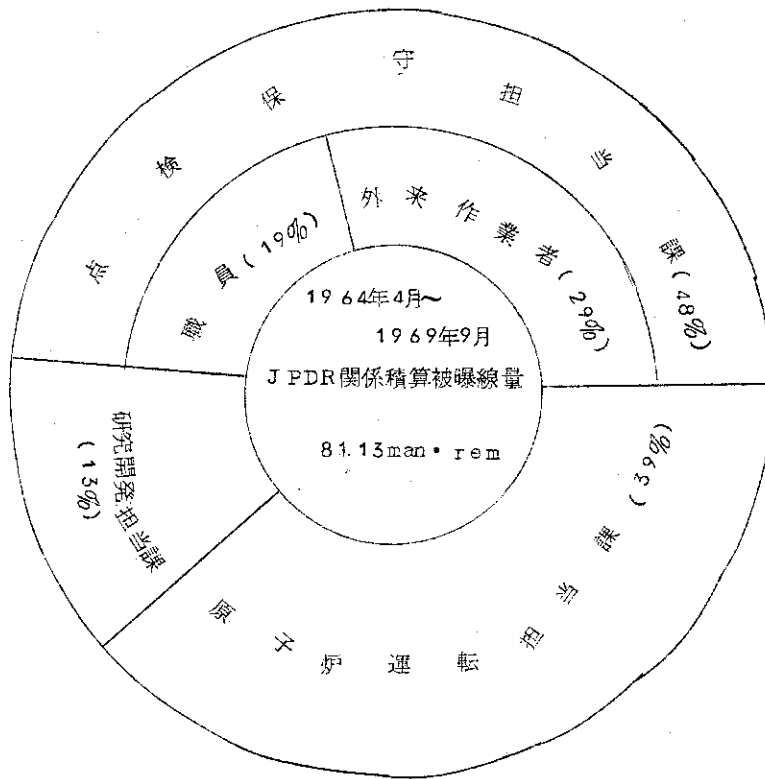 点検保守担当課(48%)
職員(19%)
外来作業者(29%)
1964年4月～
1969年9月
JPDR関係積算被曝線量
81.13man・rem
研究開発担当課
(13%)
原子炉運転担当課(39%)